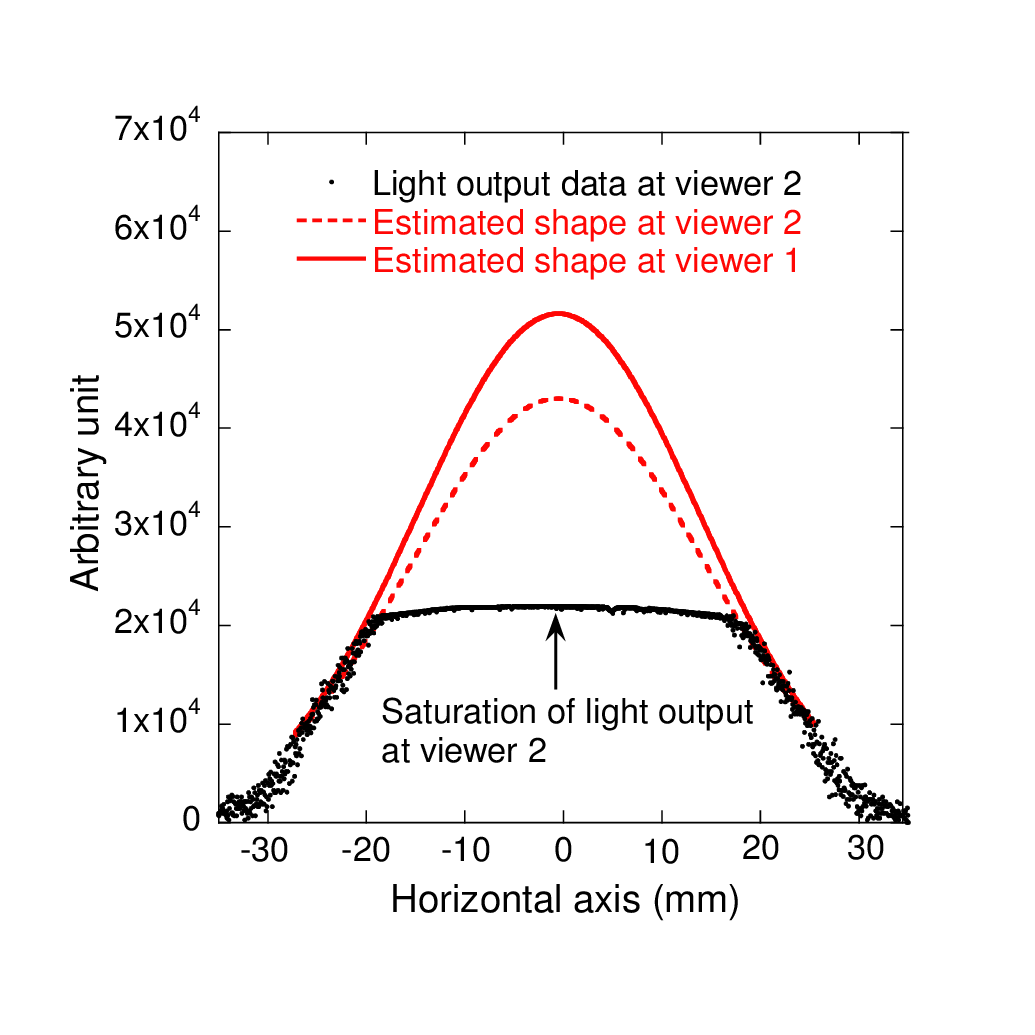 7x10⁴
6x10⁴
5x10⁴
4x10⁴
3x10⁴
2x10⁴
1x10⁴
0
Arbitrary unit
Light output data at viewer 2
Estimated shape at viewer 2
Estimated shape at viewer 1
Saturation of light output
at viewer 2
-30 -20 -10 0 10 20 30
Horizontal axis (mm)